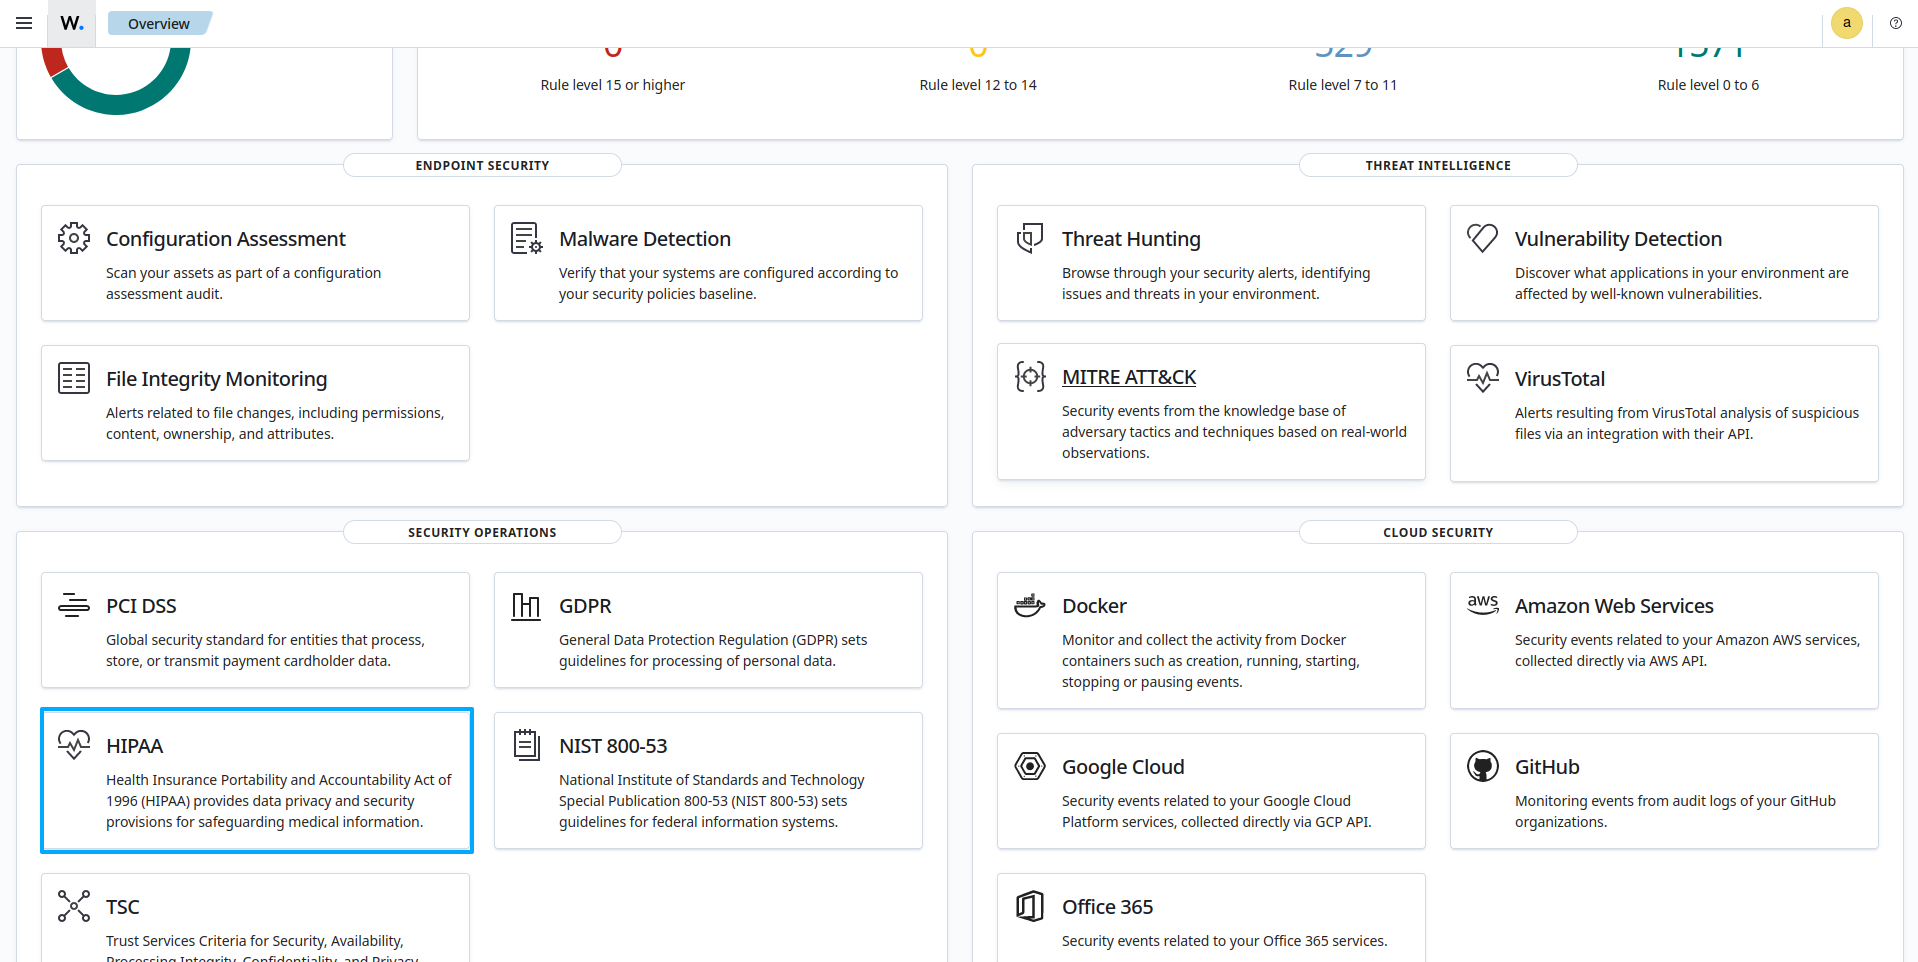 W.
Overview
a
Rule level 15 or higher
Rule level 12 to 14
Rule level 7 to 11
Rule level 0 to 6
ENDPOINT SECURITY
Configuration Assessment
Scan your assets as part of a configuration
assessment audit.
Malware Detection
Verify that your systems are configured according to
your security policies baseline.
File Integrity Monitoring
Alerts related to file changes, including permissions,
content, ownership, and attributes.
THREAT INTELLIGENCE
Threat Hunting
Browse through your security alerts, identifying
issues and threats in your environment.
Vulnerability Detection
Discover what applications in your environment are
affected by well-known vulnerabilities.
MITRE ATT&CK
Security events from the knowledge base of
adversary tactics and techniques based on real-world
observations.
VirusTotal
Alerts resulting from VirusTotal analysis of suspicious
files via an integration with their API.
SECURITY OPERATIONS
PCI DSS
Global security standard for entities that process,
store, or transmit payment cardholder data.
GDPR
General Data Protection Regulation (GDPR) sets
guidelines for processing of personal data.
HIPAA
Health Insurance Portability and Accountability Act of
1996 (HIPAA) provides data privacy and security
provisions for safeguarding medical information.
NIST 800-53
National Institute of Standards and Technology
Special Publication 800-53 (NIST 800-53) sets
guidelines for federal information systems.
TSC
Trust Services Criteria for Security, Availability,
Processing Integrity, Confidentiality, and Privacy
CLOUD SECURITY
Docker
Monitor and collect the activity from Docker
containers such as creation, running, starting,
stopping or pausing events.
aws
Amazon Web Services
Security events related to your Amazon AWS services,
collected directly via AWS API.
Google Cloud
Security events related to your Google Cloud
Platform services, collected directly via GCP API.
GitHub
Monitoring events from audit logs of your GitHub
organizations.
Office 365
Security events related to your Office 365 services.